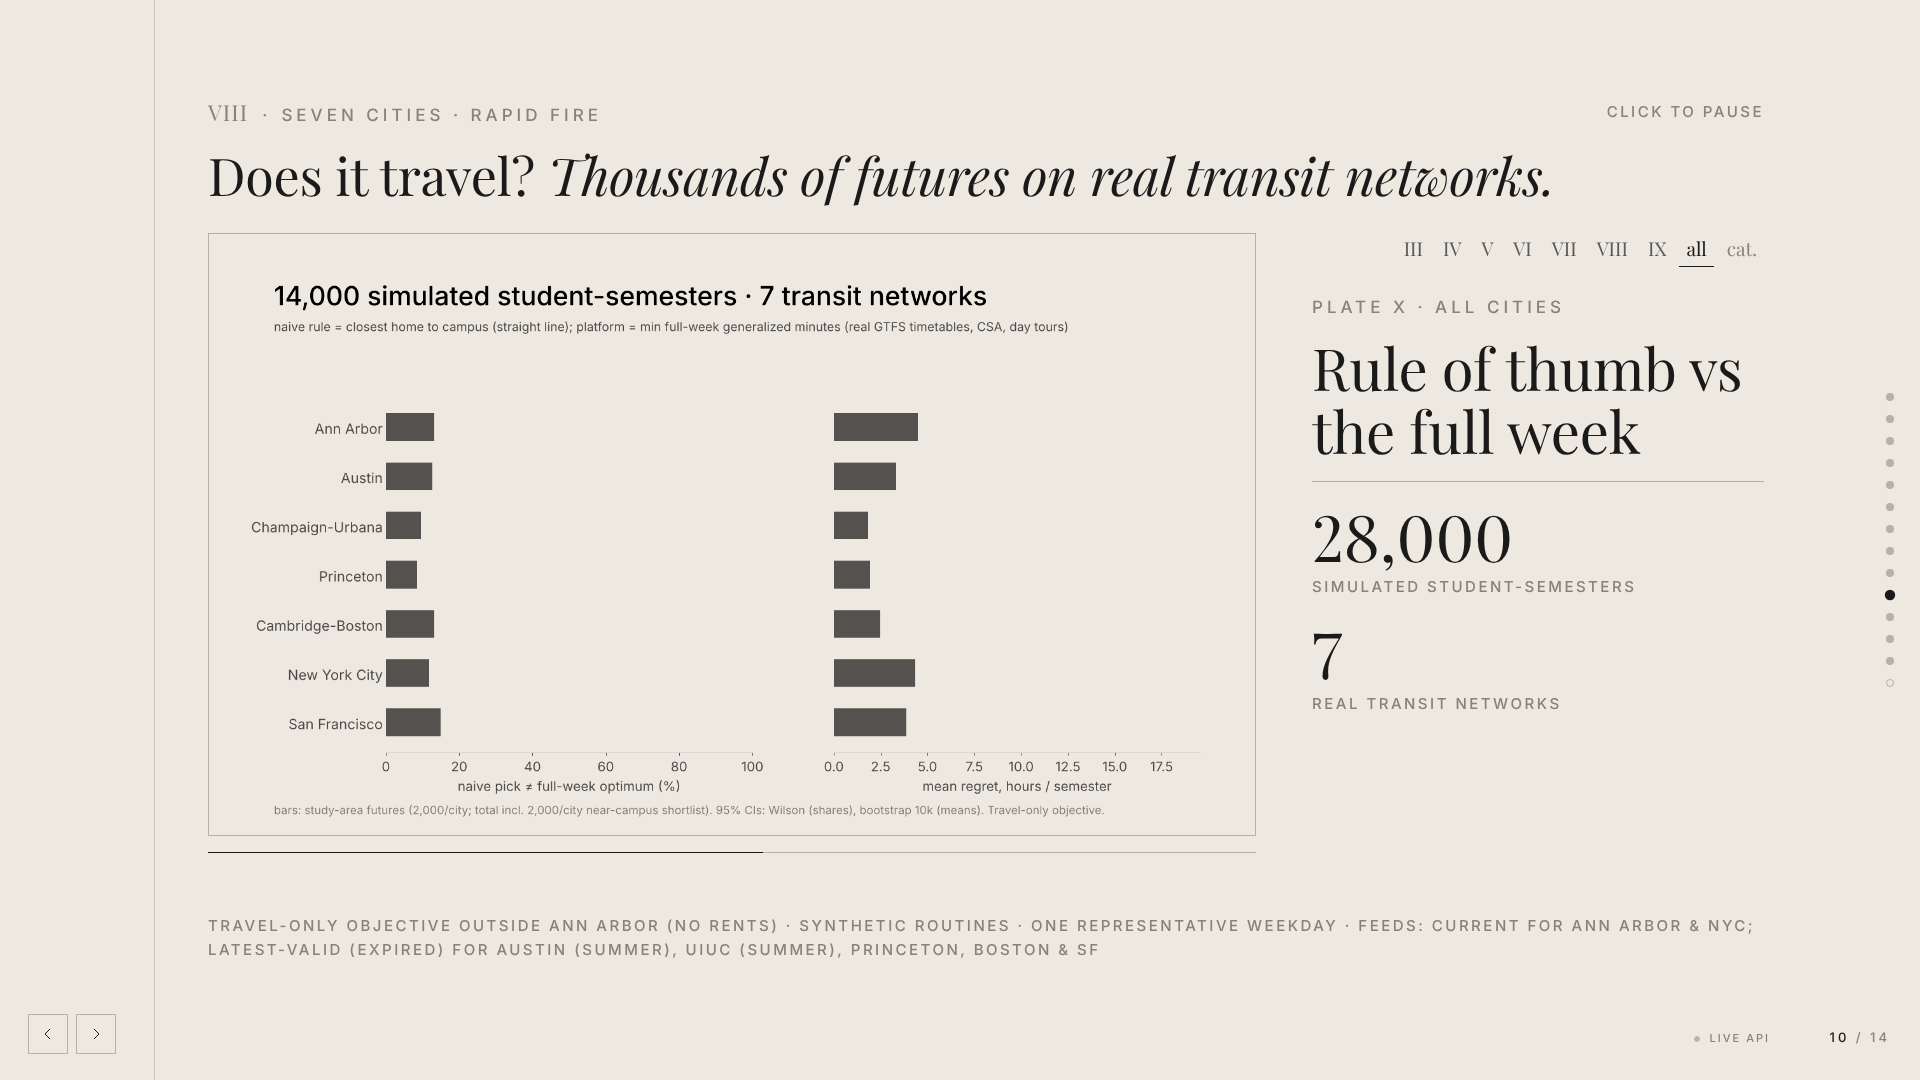 VIII · SEVEN CITIES · RAPID FIRE
CLICK TO PAUSE
Does it travel? Thousands of futures on real transit networks.
14,000 simulated student-semesters · 7 transit networks
naive rule = closest home to campus (straight line); platform = min full-week generalized minutes (real GTFS timetables, CSA, day tours)
Ann Arbor
Austin
Champaign-Urbana
Princeton
Cambridge-Boston
New York City
San Francisco
0 20 40 60 80 100
naive pick ≠ full-week optimum (%)
0.0 2.5 5.0 7.5 10.0 12.5 15.0 17.5
mean regret, hours / semester
bars: study-area futures (2,000/city; total incl. 2,000/city near-campus shortlist). 95% CIs: Wilson (shares), bootstrap 10k (means). Travel-only objective.
III IV V VI VII VIII IX all cat.
PLATE X · ALL CITIES
Rule of thumb vs
the full week
28,000
SIMULATED STUDENT-SEMESTERS
7
REAL TRANSIT NETWORKS
TRAVEL-ONLY OBJECTIVE OUTSIDE ANN ARBOR (NO RENTS) · SYNTHETIC ROUTINES · ONE REPRESENTATIVE WEEKDAY · FEEDS: CURRENT FOR ANN ARBOR & NYC;
LATEST-VALID (EXPIRED) FOR AUSTIN (SUMMER), UIUC (SUMMER), PRINCETON, BOSTON & SF
LIVE API
10 / 14